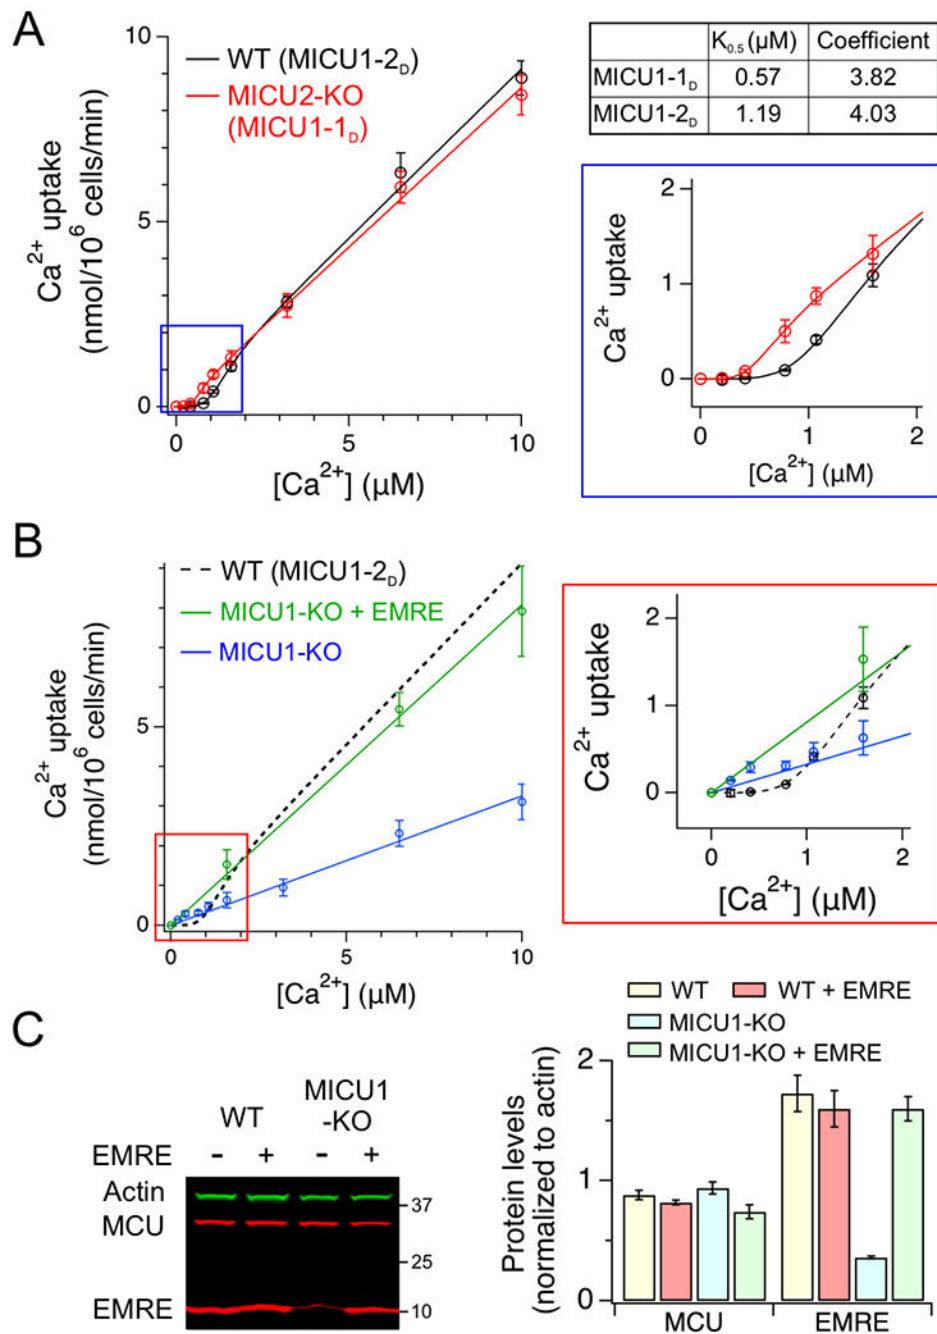 A
WT (MICU1-2D)
MICU2-KO
(MICU1-1D)
Ca2+ uptake
(nmol/10^6 cells/min)
10
5
0
0 5 10
[Ca2+] (μM)
K0.5 (μM) Coefficient
MICU1-1D 0.57 3.82
MICU1-2D 1.19 4.03
Ca2+ uptake
2
1
0
0 1 2
[Ca2+] (μM)
B
WT (MICU1-2D)
MICU1-KO + EMRE
MICU1-KO
Ca2+ uptake
(nmol/10^6 cells/min)
5
0
0 5 10
[Ca2+] (μM)
Ca2+ uptake
2
1
0
0 1 2
[Ca2+] (μM)
C
MICU1
WT -KO
EMRE - + - +
Actin
MCU
EMRE
37
25
10
WT WT + EMRE
MICU1-KO
MICU1-KO + EMRE
Protein levels
(normalized to actin)
2
1
0
MCU EMRE